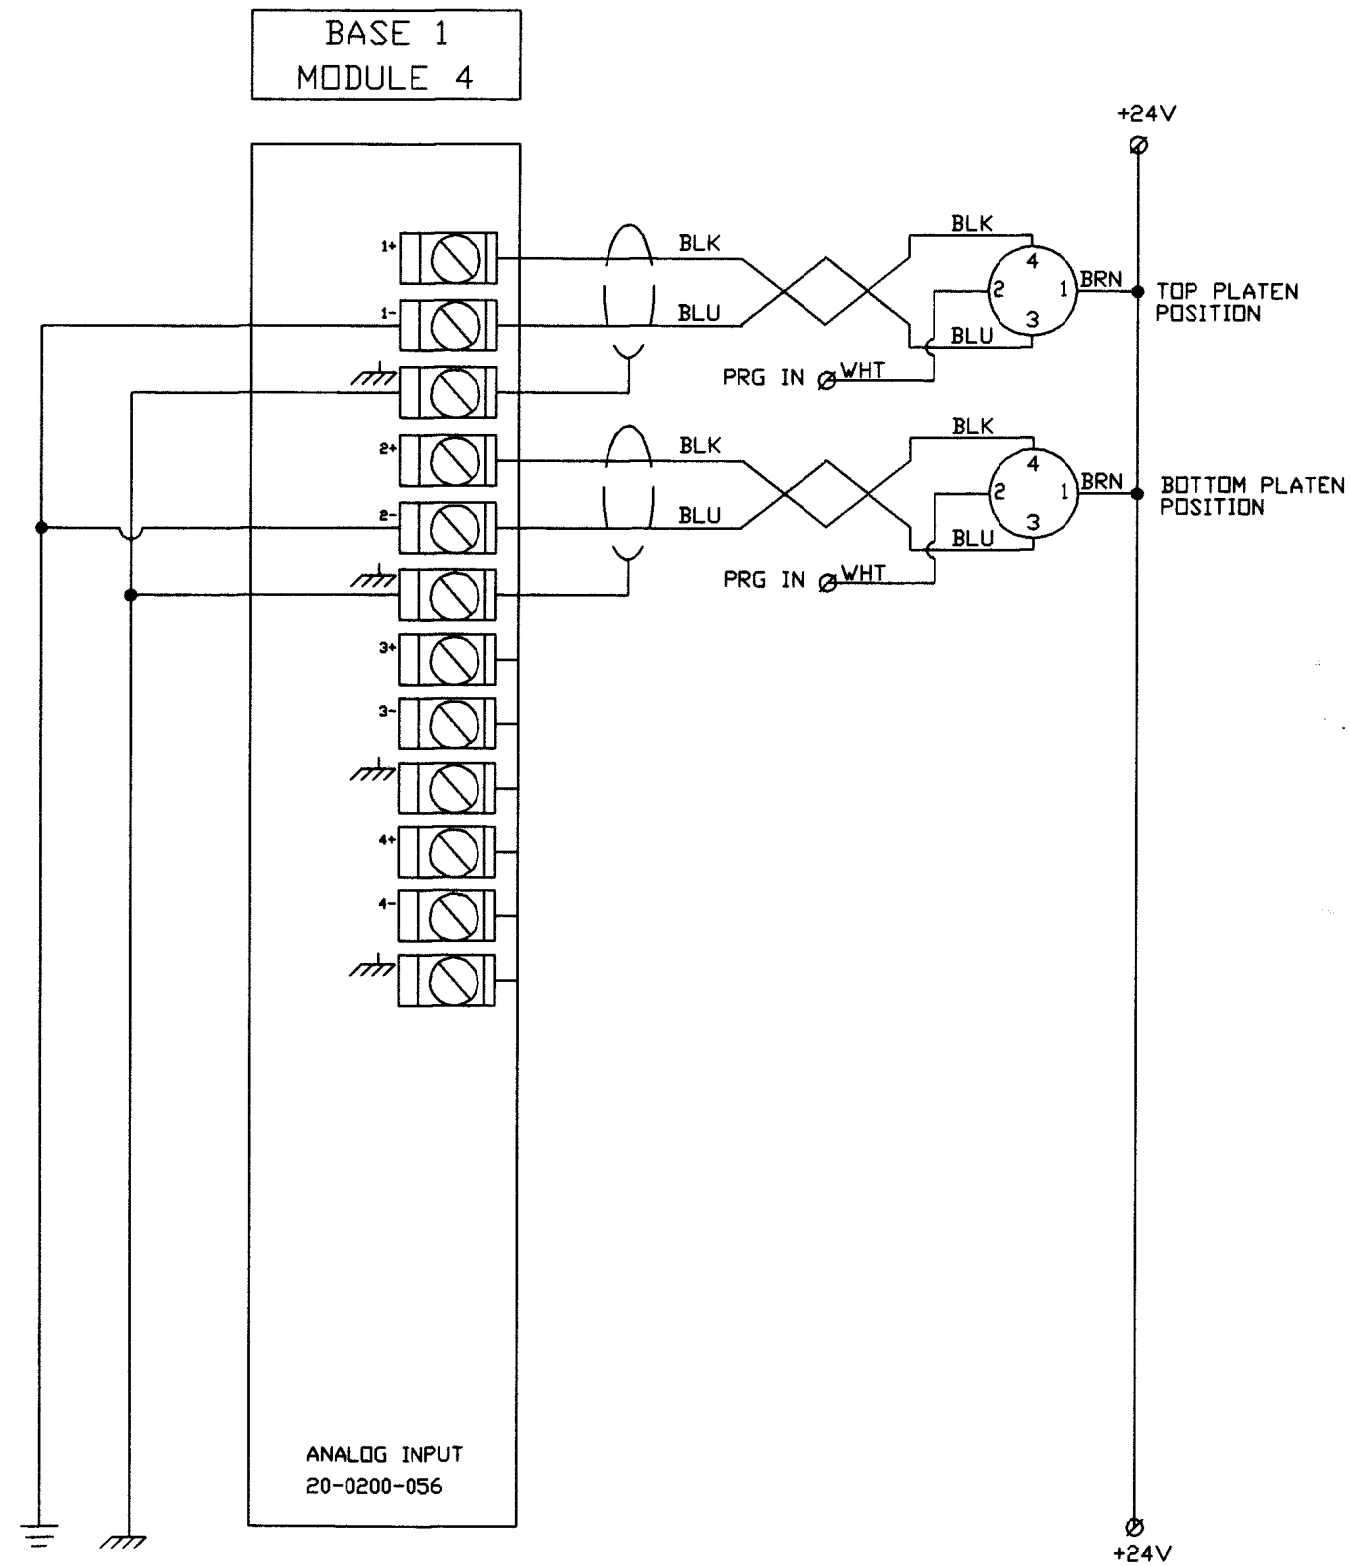 BASE 1
MODULE 4
+24V
1+
BLK
BLK
4
2
1
BRN
TOP PLATEN
POSITION
1-
BLU
3
BLU
PRG IN
WHT
2+
BLK
BLK
4
2
1
BRN
BOTTOM PLATEN
POSITION
2-
BLU
3
BLU
PRG IN
WHT
3+
3-
4+
4-
ANALOG INPUT
20-0200-056
+24V